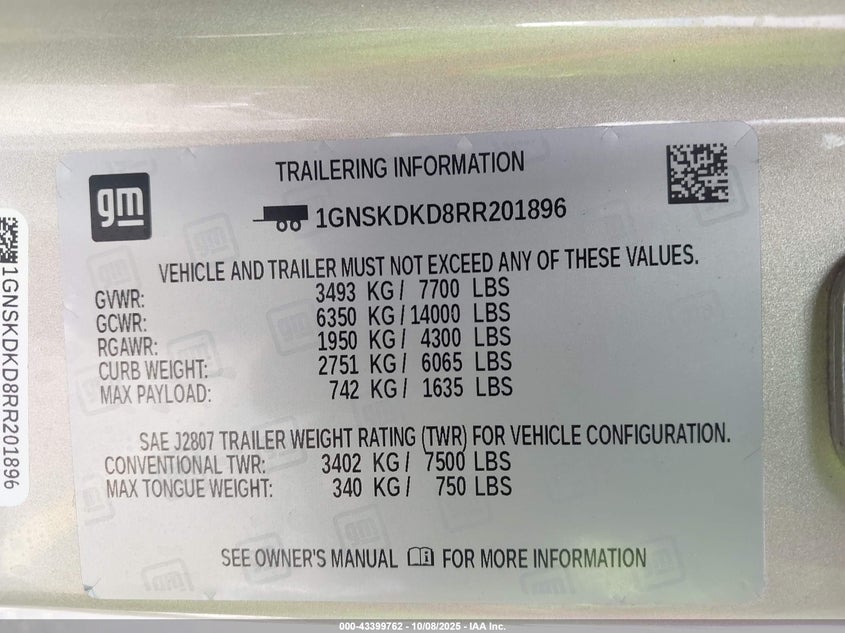 gm
TRAILERING INFORMATION
1GNSKDKD8RR201896
VEHICLE AND TRAILER MUST NOT EXCEED ANY OF THESE VALUES.
GVWR: 3493 KG / 7700 LBS
GCWR: 6350 KG / 14000 LBS
RGAWR: 1950 KG / 4300 LBS
CURB WEIGHT: 2751 KG / 6065 LBS
MAX PAYLOAD: 742 KG / 1635 LBS
SAE J2807 TRAILER WEIGHT RATING (TWR) FOR VEHICLE CONFIGURATION.
CONVENTIONAL TWR: 3402 KG / 7500 LBS
MAX TONGUE WEIGHT: 340 KG / 750 LBS
SEE OWNER'S MANUAL FOR MORE INFORMATION
1GNSKDKD8RR201896
000-43399762 - 10/08/2025 - IAA Inc.